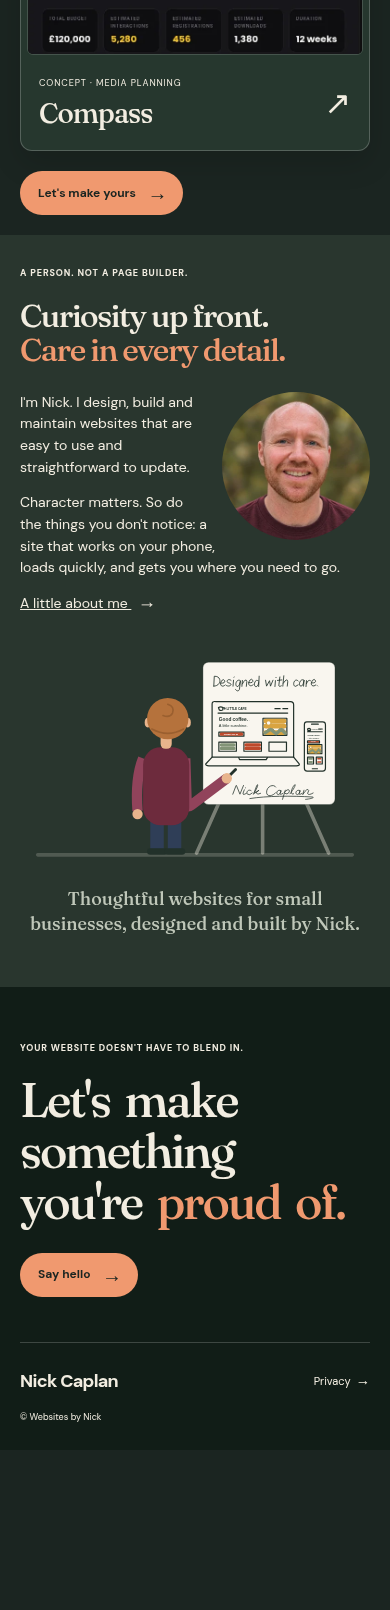 TOTAL BUDGET
ESTIMATED INTERACTIONS
ESTIMATED REGISTRATIONS
ESTIMATED DOWNLOADS
DURATION
£120,000
5,280
456
1,380
12 weeks
CONCEPT · MEDIA PLANNING
Compass
Let's make yours →
A PERSON. NOT A PAGE BUILDER.
Curiosity up front.
Care in every detail.
I'm Nick. I design, build and
maintain websites that are
easy to use and
straightforward to update.
Character matters. So do
the things you don't notice: a
site that works on your phone,
loads quickly, and gets you where you need to go.
A little about me →
Designed with care.
Good coffee.
Nick Caplan
Thoughtful websites for small
businesses, designed and built by Nick.
YOUR WEBSITE DOESN'T HAVE TO BLEND IN.
Let's make
something
you're proud of.
Say hello →
Nick Caplan
Privacy →
© Websites by Nick